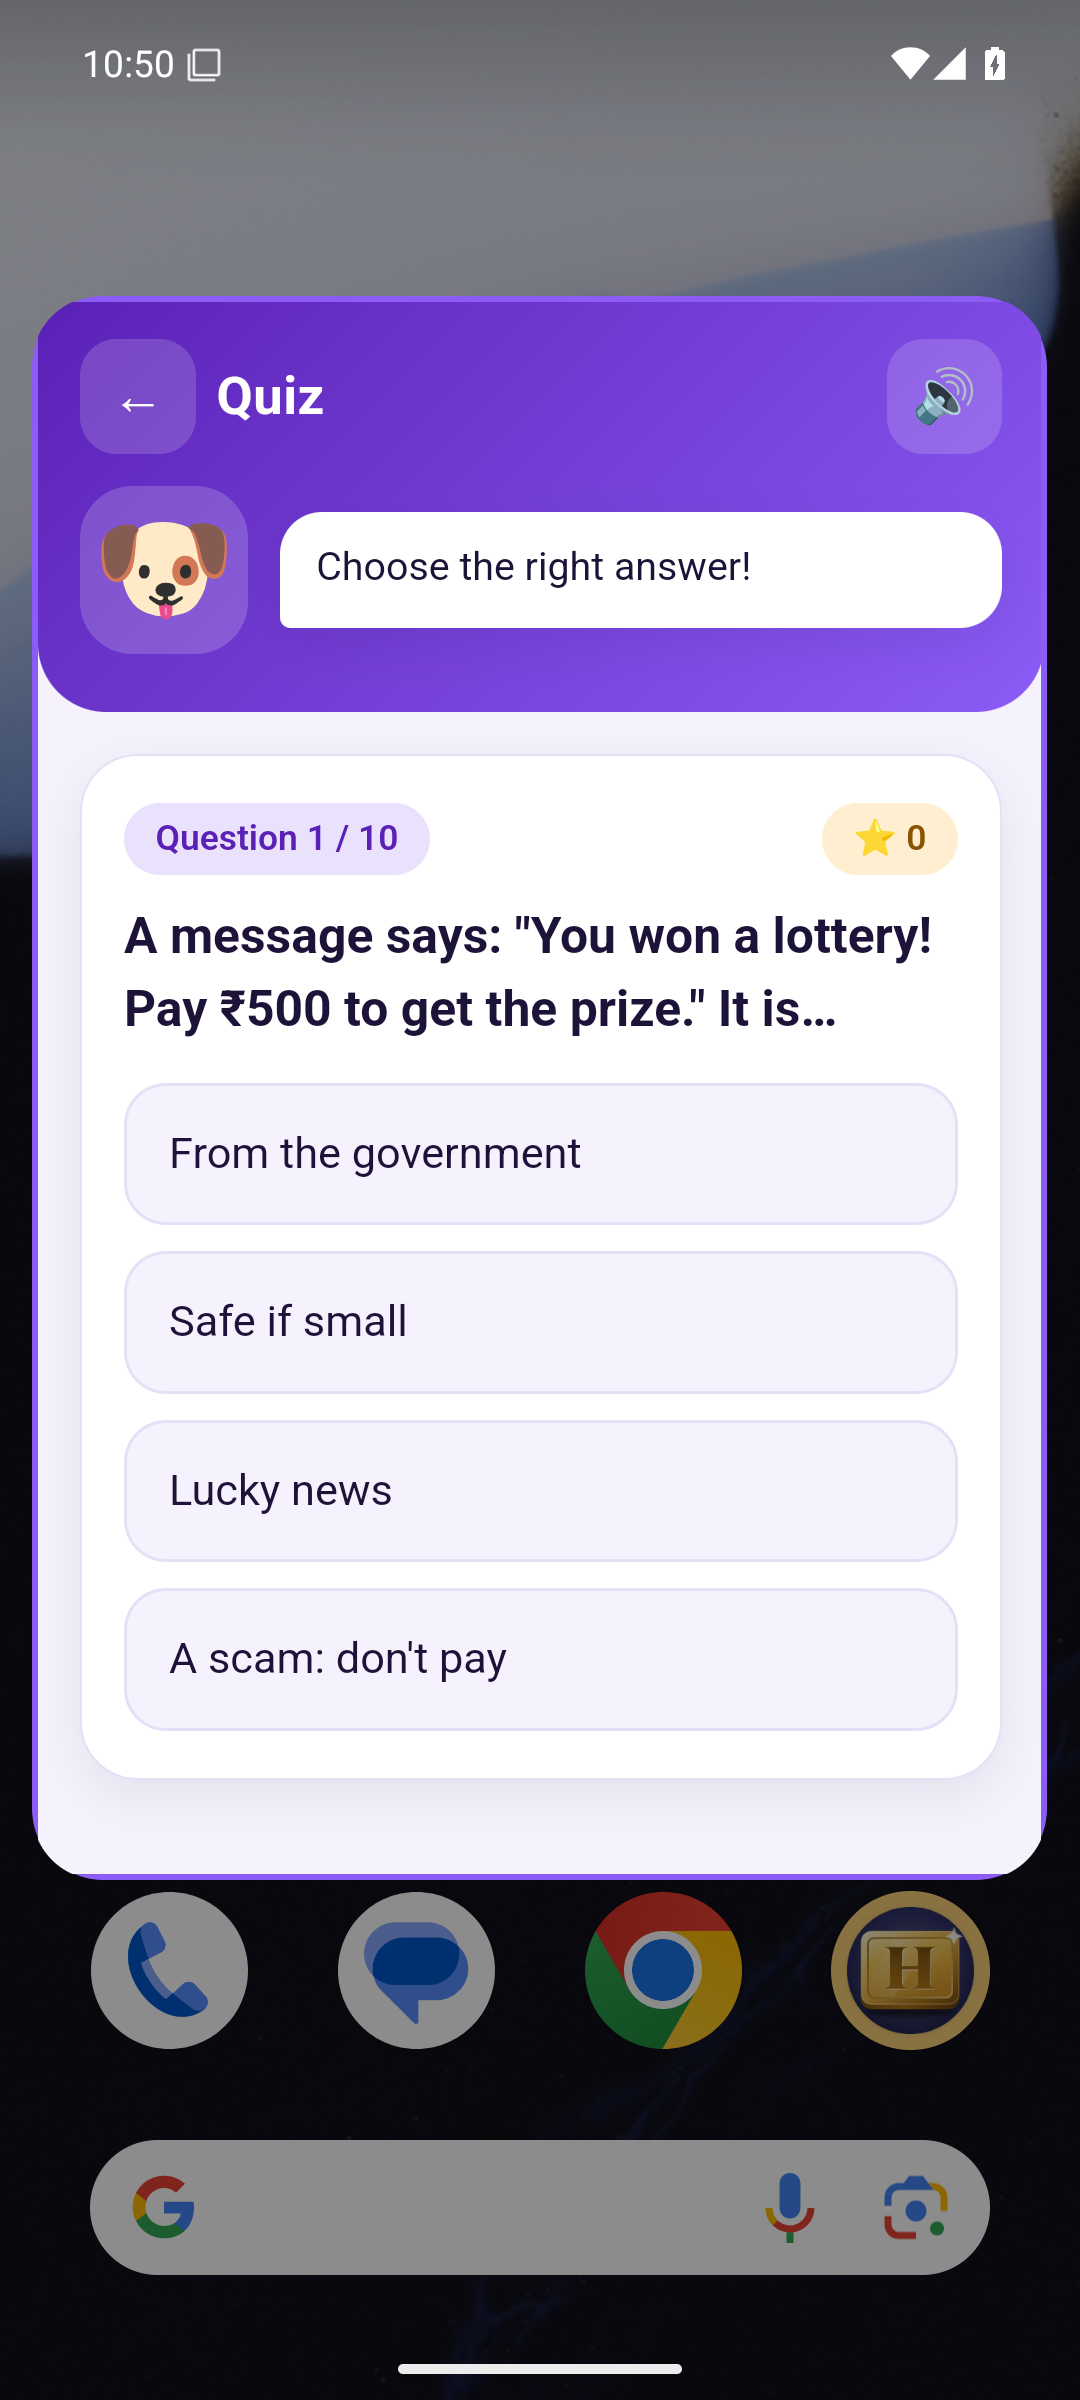 10:50
←
Quiz
Choose the right answer!
Question 1 / 10
⭐ 0
A message says: "You won a lottery!
Pay ₹500 to get the prize." It is...
From the government
Safe if small
Lucky news
A scam: don't pay
H